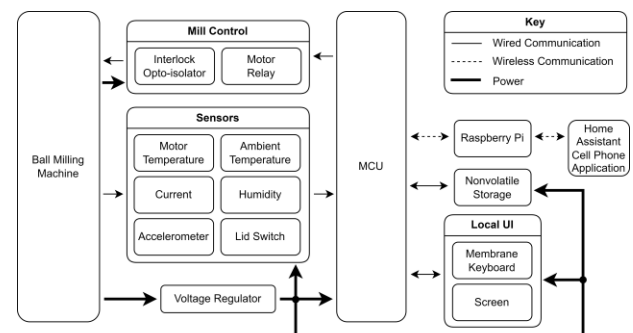 Mill Control
Interlock
Opto-isolator
Motor
Relay
Key
Wired Communication
Wireless Communication
Power
Sensors
Motor
Temperature
Ambient
Temperature
Current
Humidity
Accelerometer
Lid Switch
Ball Milling
Machine
MCU
Raspberry Pi
Home
Assistant
Cell Phone
Application
Nonvolatile
Storage
Local UI
Membrane
Keyboard
Screen
Voltage Regulator